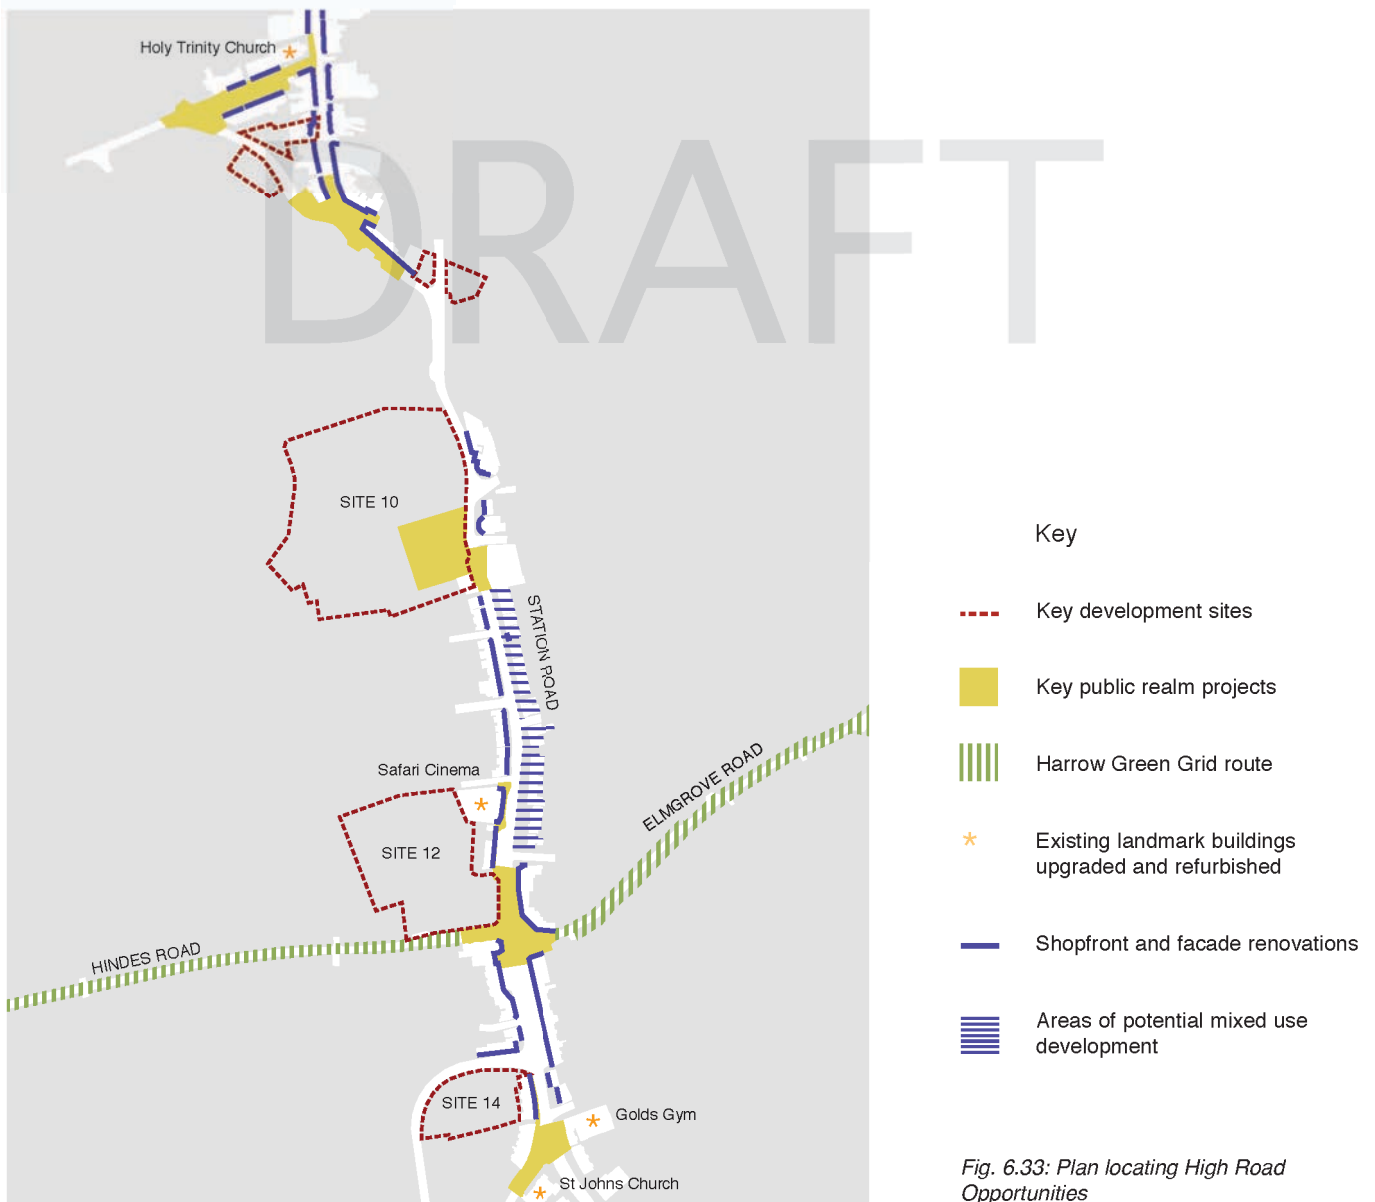 Holy Trinity Church
DRAFT
SITE 10
STATION ROAD
Safari Cinema
ELMGROVE ROAD
SITE 12
HINDES ROAD
SITE 14
Golds Gym
St Johns Church
Key
Key development sites
Key public realm projects
Harrow Green Grid route
Existing landmark buildings
upgraded and refurbished
Shopfront and facade renovations
Areas of potential mixed use
development
Fig. 6.33: Plan locating High Road
Opportunities